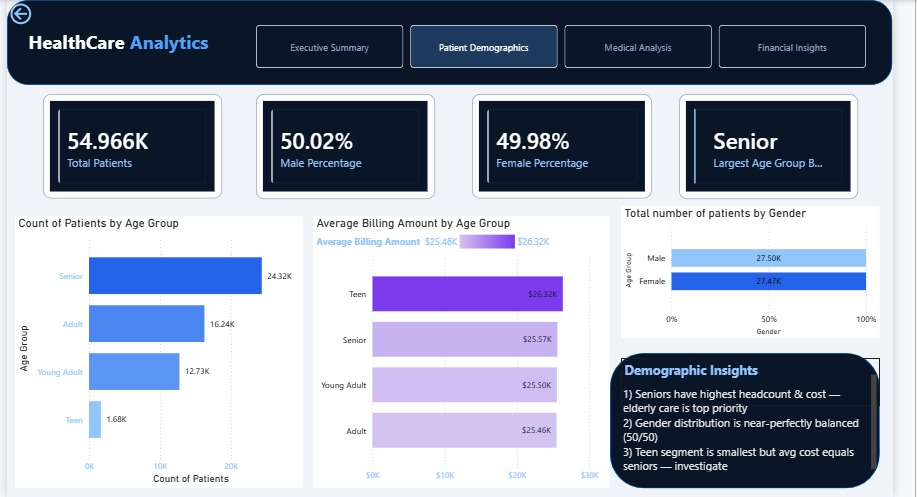 HealthCare Analytics
Executive Summary
Patient Demographics
Medical Analysis
Financial Insights
54.966K
Total Patients
50.02%
Male Percentage
49.98%
Female Percentage
Senior
Largest Age Group B...
Count of Patients by Age Group
Age Group
Senior
24.32K
Adult
16.24K
Young Adult
12.73K
Teen
1.68K
0K
10K
20K
Count of Patients
Average Billing Amount by Age Group
Average Billing Amount $25.46K $26.32K
Teen
$26.32K
Senior
$25.57K
Young Adult
$25.50K
Adult
$25.46K
$0K
$10K
$20K
$30K
Total number of patients by Gender
Age Group
Male
27.50K
Female
27.47K
0%
50%
100%
Gender
Demographic Insights
1) Seniors have highest headcount & cost —
elderly care is top priority
2) Gender distribution is near-perfectly balanced
(50/50)
3) Teen segment is smallest but avg cost equals
seniors — investigate